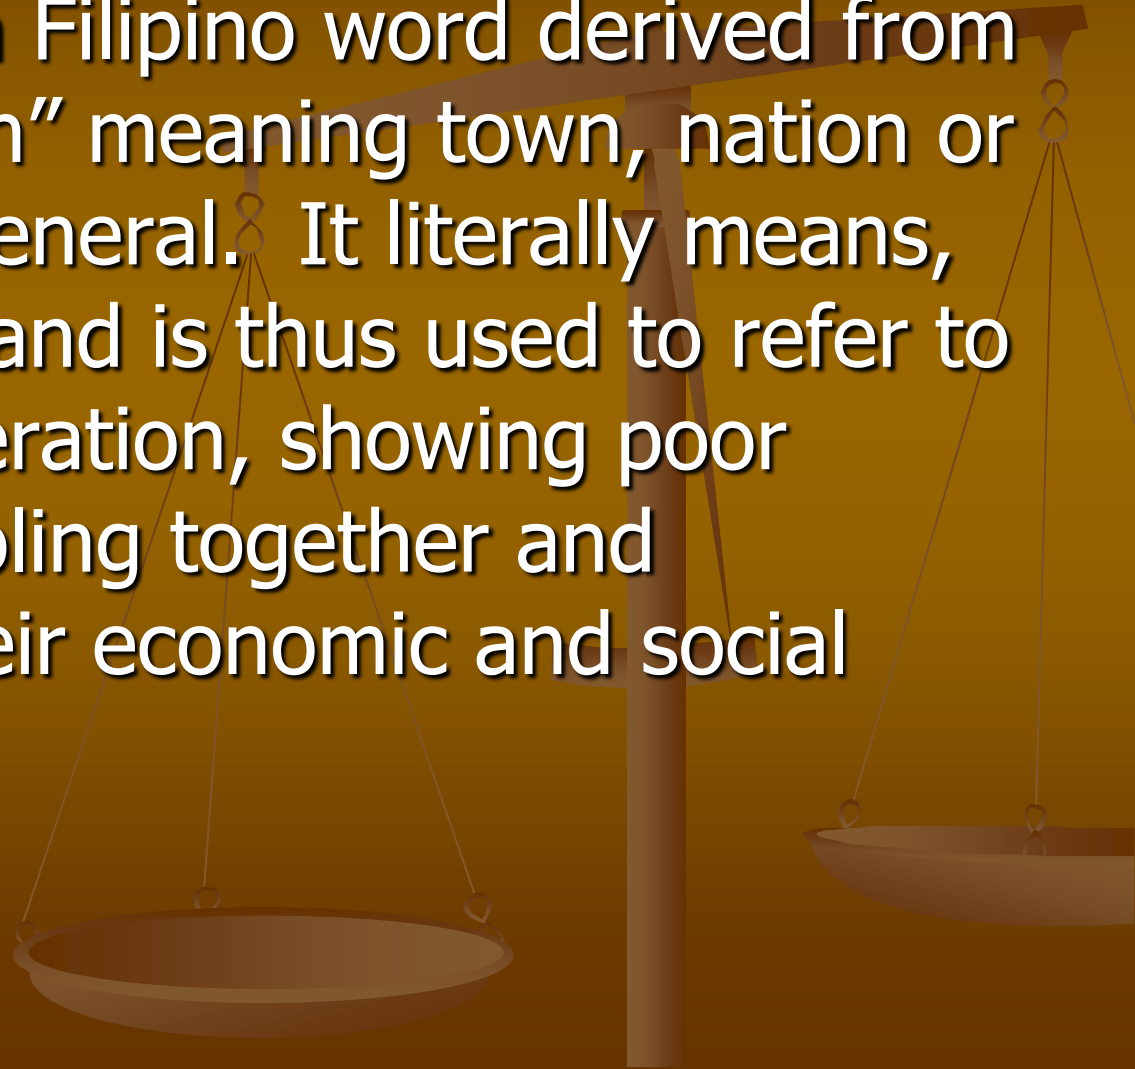 Filipino word derived from
” meaning town, nation or
eneral.  It literally means,
and is thus used to refer to
eration, showing poor
ling together and
eir economic and social